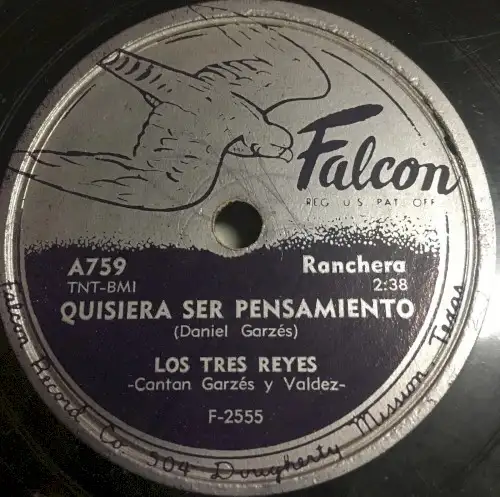 Falcon
REG. U.S. PAT. OFF.
A759 Ranchera
TNT-BMI 2:38
QUISIERA SER PENSAMIENTO
(Daniel Garzés)
LOS TRES REYES
-Cantan Garzés y Valdez-
F-2555
Falcon Record Co. 504 Dougherty Mission Texas